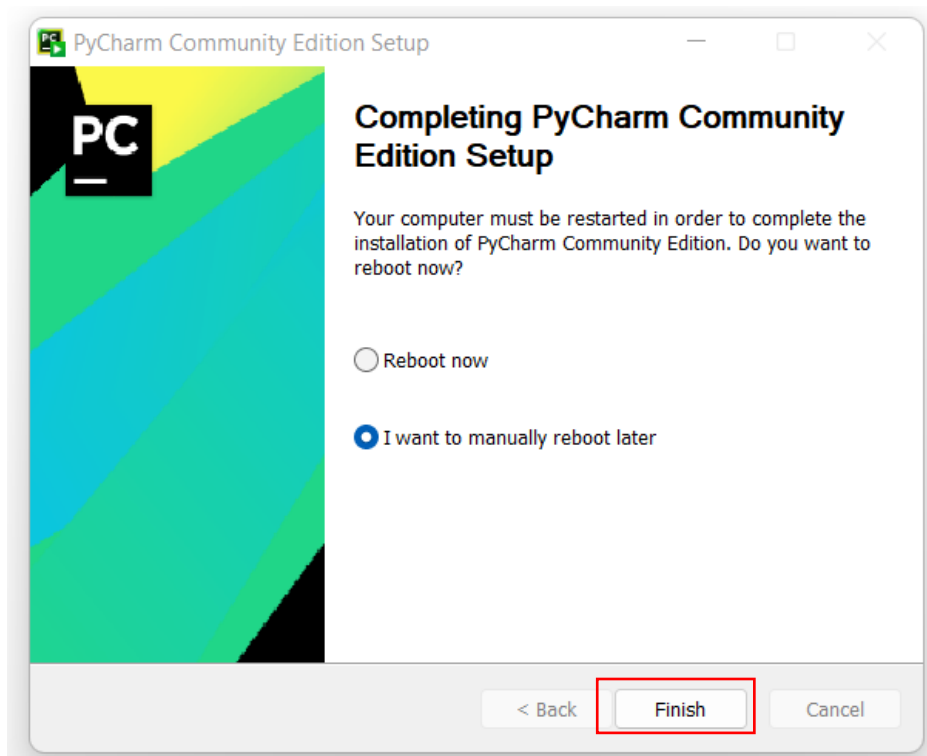 PyCharm Community Edition Setup
PC
Completing PyCharm Community
Edition Setup
Your computer must be restarted in order to complete the
installation of PyCharm Community Edition. Do you want to
reboot now?
Reboot now
I want to manually reboot later
< Back
Finish
Cancel